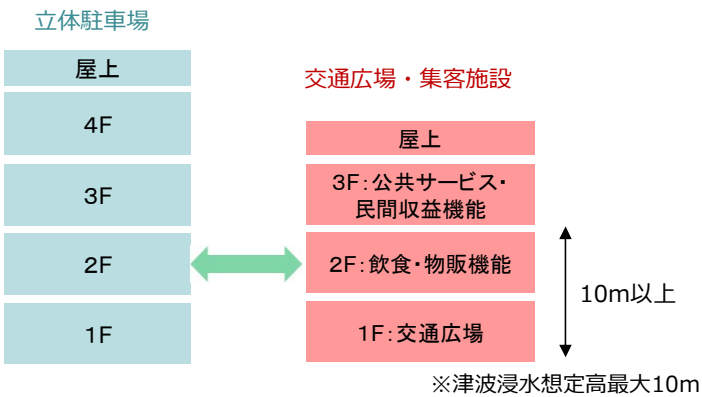 立体駐車場
屋上
4F
3F
2F
1F
交通広場・集客施設
屋上
3F:公共サービス・
民間収益機能
2F:飲食・物販機能
1F:交通広場
10m以上
※津波浸水想定高最大10m